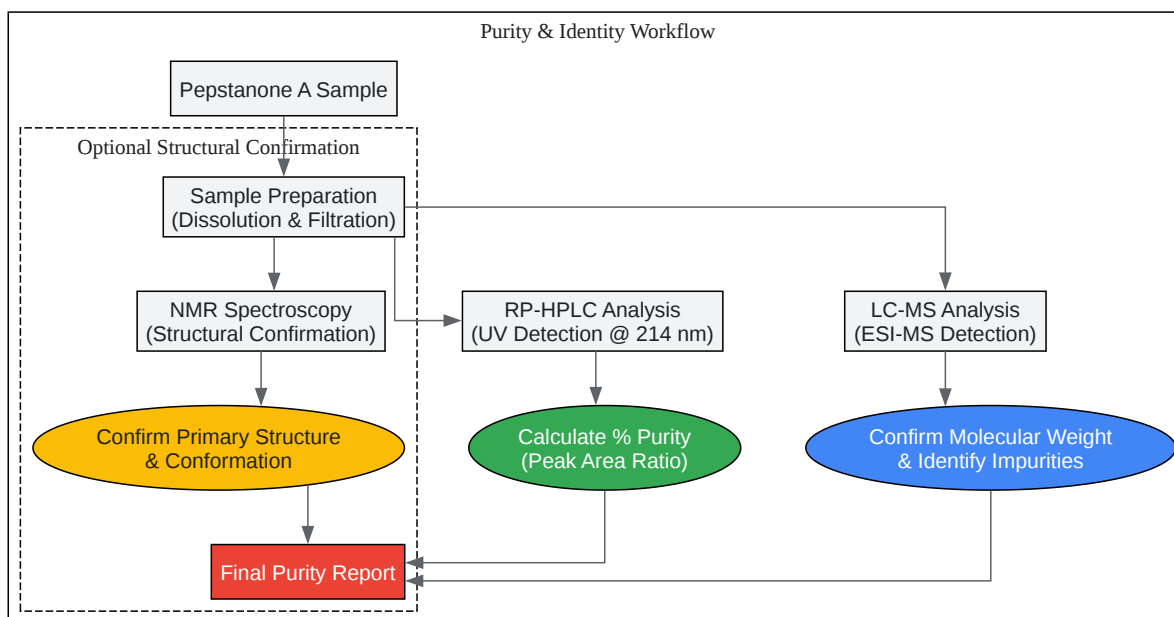 Purity & Identity Workflow
Pepstanone A Sample
Optional Structural Confirmation
Sample Preparation
(Dissolution & Filtration)
NMR Spectroscopy
(Structural Confirmation)
RP-HPLC Analysis
(UV Detection @ 214 nm)
LC-MS Analysis
(ESI-MS Detection)
Confirm Primary Structure
& Conformation
Calculate % Purity
(Peak Area Ratio)
Confirm Molecular Weight
& Identify Impurities
Final Purity Report